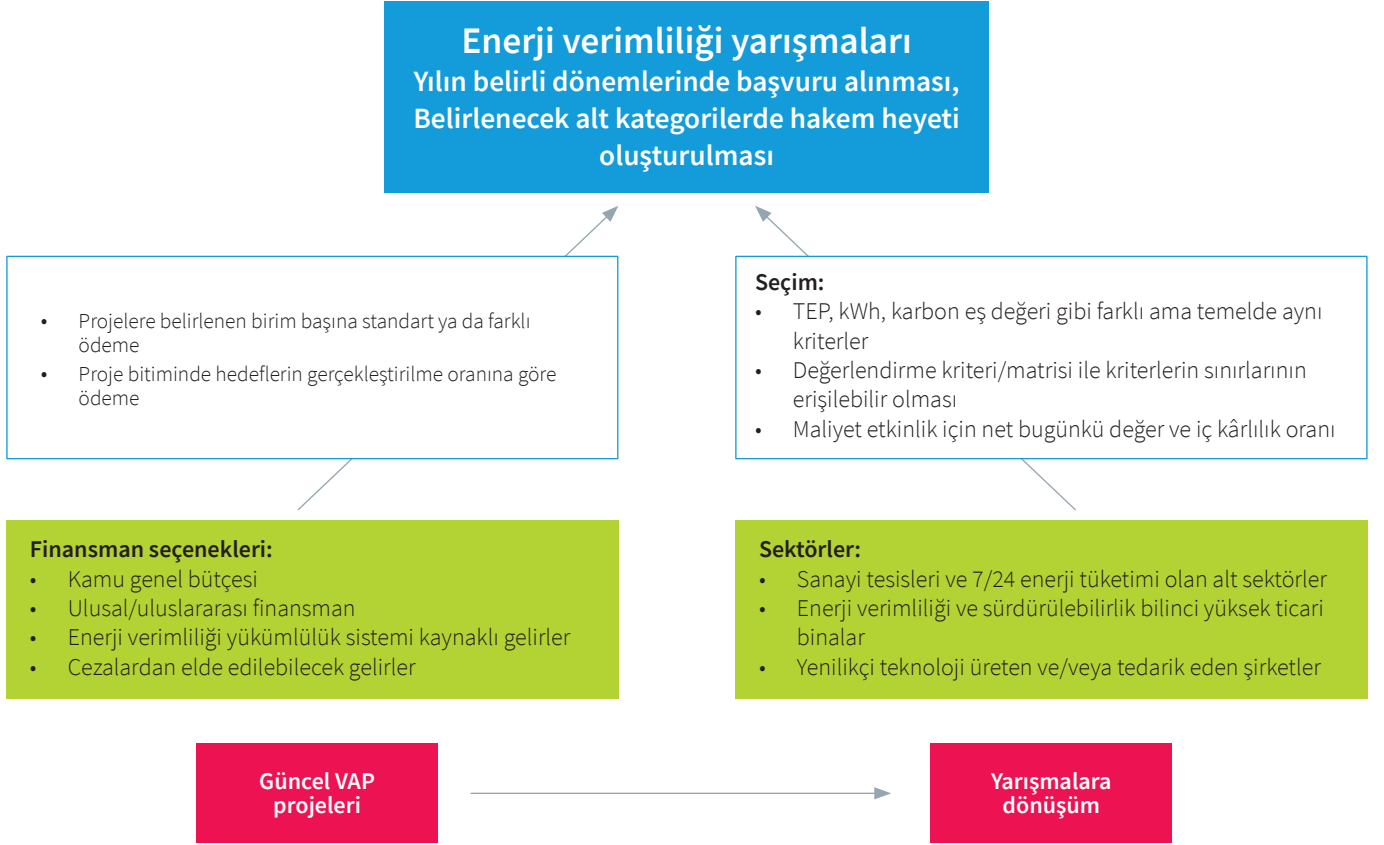 Enerji verimliliği yarışmaları
Yılın belirli dönemlerinde başvuru alınması,
Belirlenecek alt kategorilerde hakem heyeti
oluşturulması
• Projelere belirlenen birim başına standart ya da farklı
ödeme
• Proje bitiminde hedeflerin gerçekleştirilme oranına göre
ödeme
Seçim:
• TEP, kWh, karbon eş değeri gibi farklı ama temelde aynı
kriterler
• Değerlendirme kriteri/matrisi ile kriterlerin sınırlarının
erişilebilir olması
• Maliyet etkinlik için net bugünkü değer ve iç kârlılık oranı
Finansman seçenekleri:
• Kamu genel bütçesi
• Ulusal/uluslararası finansman
• Enerji verimliliği yükümlülük sistemi kaynaklı gelirler
• Cezalardan elde edilebilecek gelirler
Sektörler:
• Sanayi tesisleri ve 7/24 enerji tüketimi olan alt sektörler
• Enerji verimliliği ve sürdürülebilirlik bilinci yüksek ticari
binalar
• Yenilikçi teknoloji üreten ve/veya tedarik eden şirketler
Güncel VAP
projeleri
Yarışmalara
dönüşüm